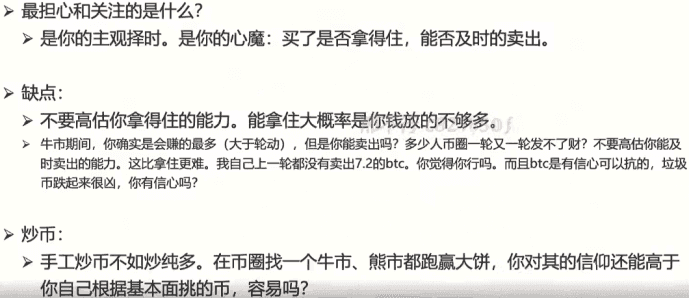 ➢ 最担心和关注的是什么？
➢ 是你的主观择时。是你的心魔：买了是否拿得住，能否及时的卖出。
➢ 缺点：
➢ 不要高估你拿得住的能力。能拿住大概率是你钱放的不够多。
➢ 牛市期间，你确实是会赚的最多（大于轮动），但是你能卖出吗？多少人币圈一轮又一轮发不了财？不要高估你能及
时卖出的能力。这比拿住更难。我自己上一轮都没有卖出7.2的btc。你觉得你行吗。而且btc是有信心可以抗的，垃圾
币跌起来很凶，你有信心吗？
➢ 炒币：
➢ 手工炒币不如炒纯多。在币圈找一个牛市、熊市都跑赢大饼，你对其的信仰还能高于
你自己根据基本面挑的币，容易吗？